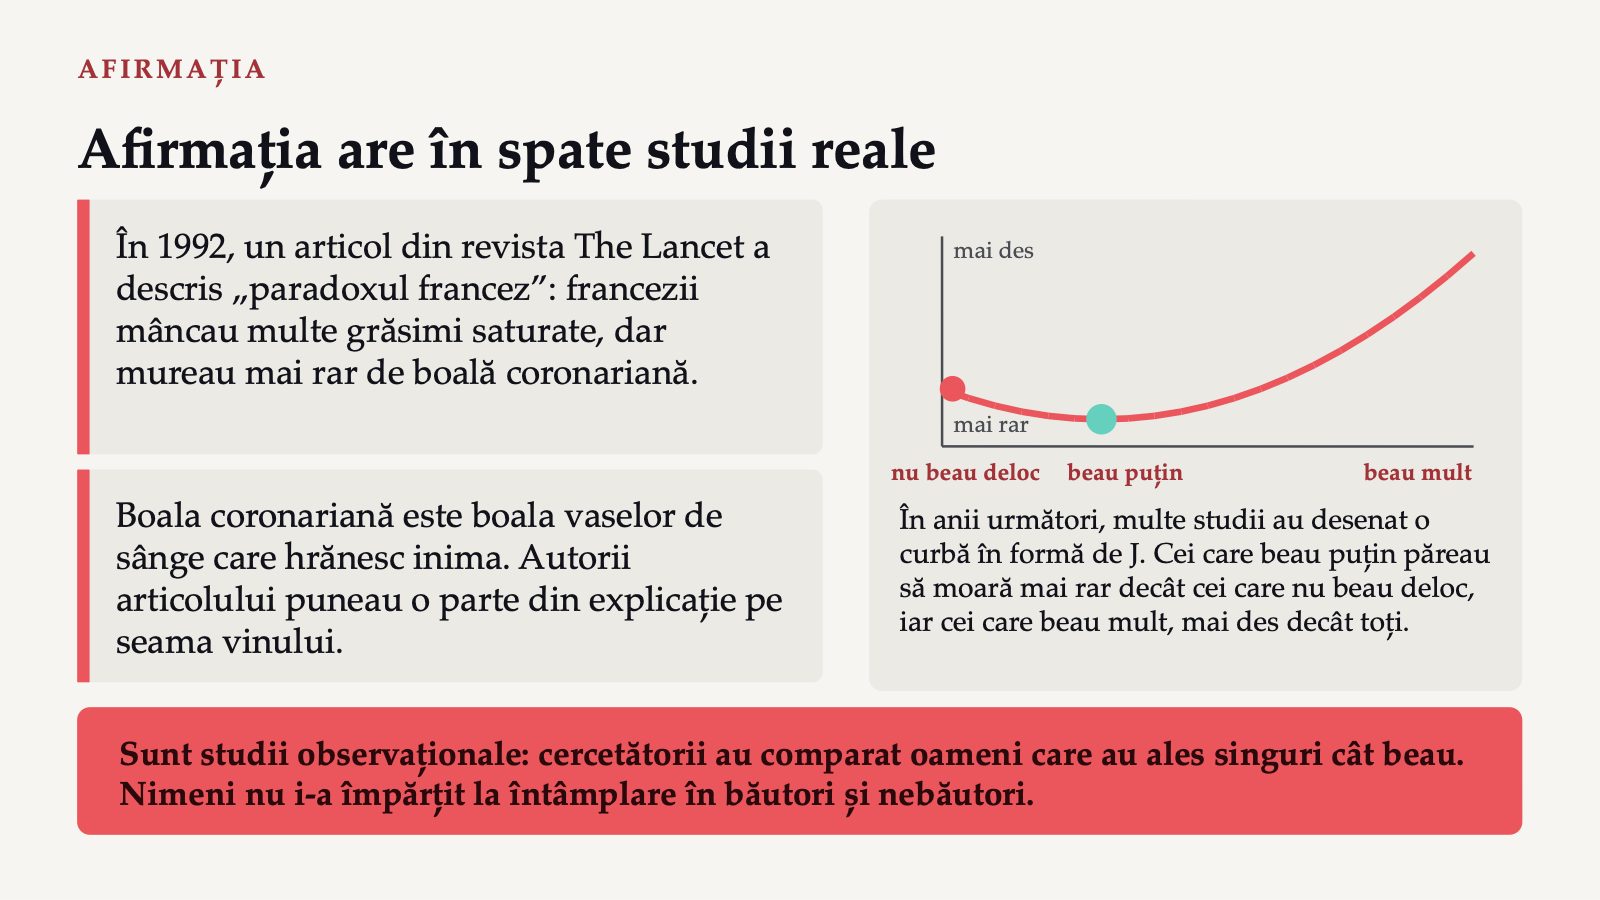 AFIRMAȚIA
Afirmația are în spate studii reale
În 1992, un articol din revista The Lancet a
descris „paradoxul francez”: francezii
mâncau multe grăsimi saturate, dar
mureau mai rar de boală coronariană.
Boala coronariană este boala vaselor de
sânge care hrănesc inima. Autorii
articolului puneau o parte din explicație pe
seama vinului.
mai des
mai rar
nu beau deloc
beau puțin
beau mult
În anii următori, multe studii au desenat o
curbă în formă de J. Cei care beau puțin păreau
să moară mai rar decât cei care nu beau deloc,
iar cei care beau mult, mai des decât toți.
Sunt studii observaționale: cercetătorii au comparat oameni care au ales singuri cât beau.
Nimeni nu i-a împărțit la întâmplare în băutori și nebăutori.